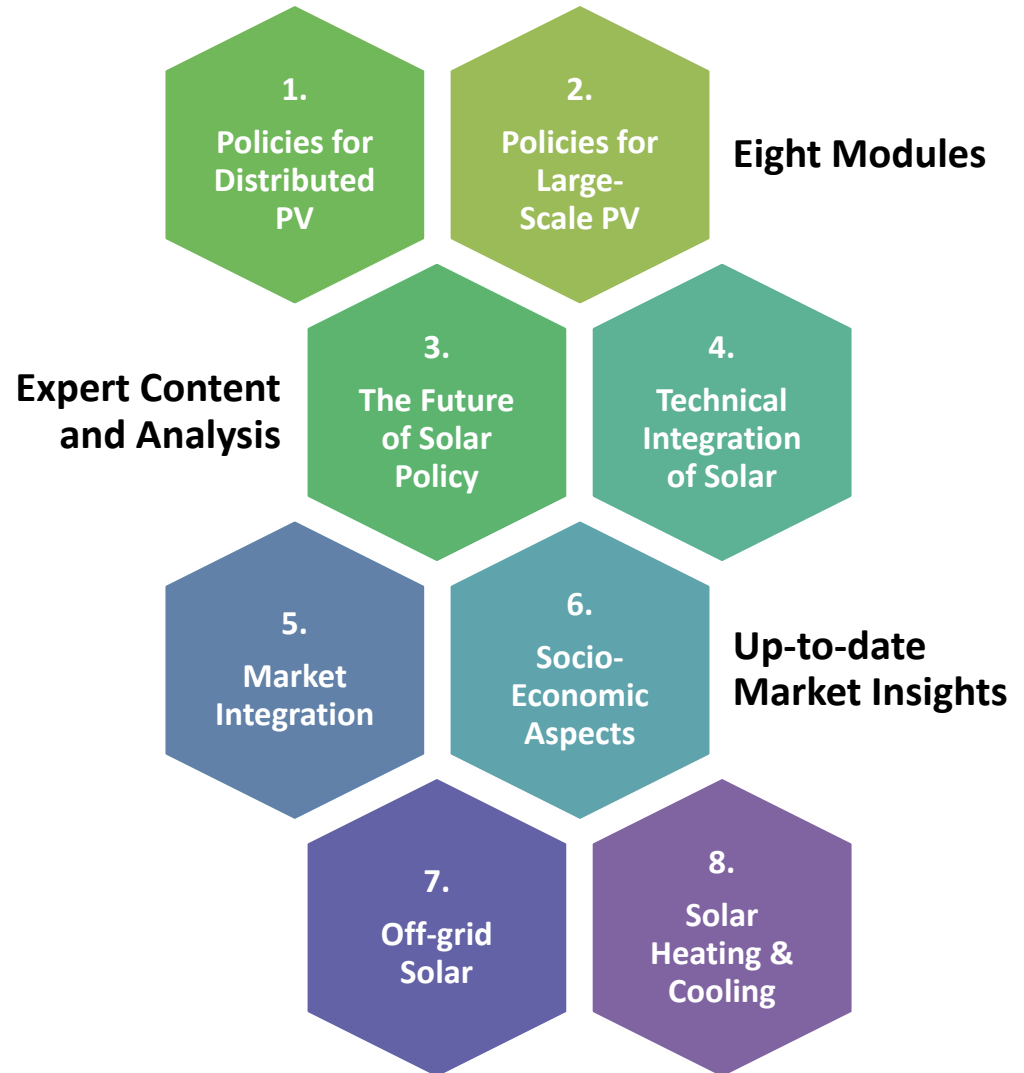 1.
Policies for
Distributed
PV
2.
Policies for
Large-
Scale PV
Eight Modules
Expert Content
and Analysis
3.
The Future
of Solar
Policy
4.
Technical
Integration
of Solar
5.
Market
Integration
6.
Socio-
Economic
Aspects
Up-to-date
Market Insights
7.
Off-grid
Solar
8.
Solar
Heating &
Cooling